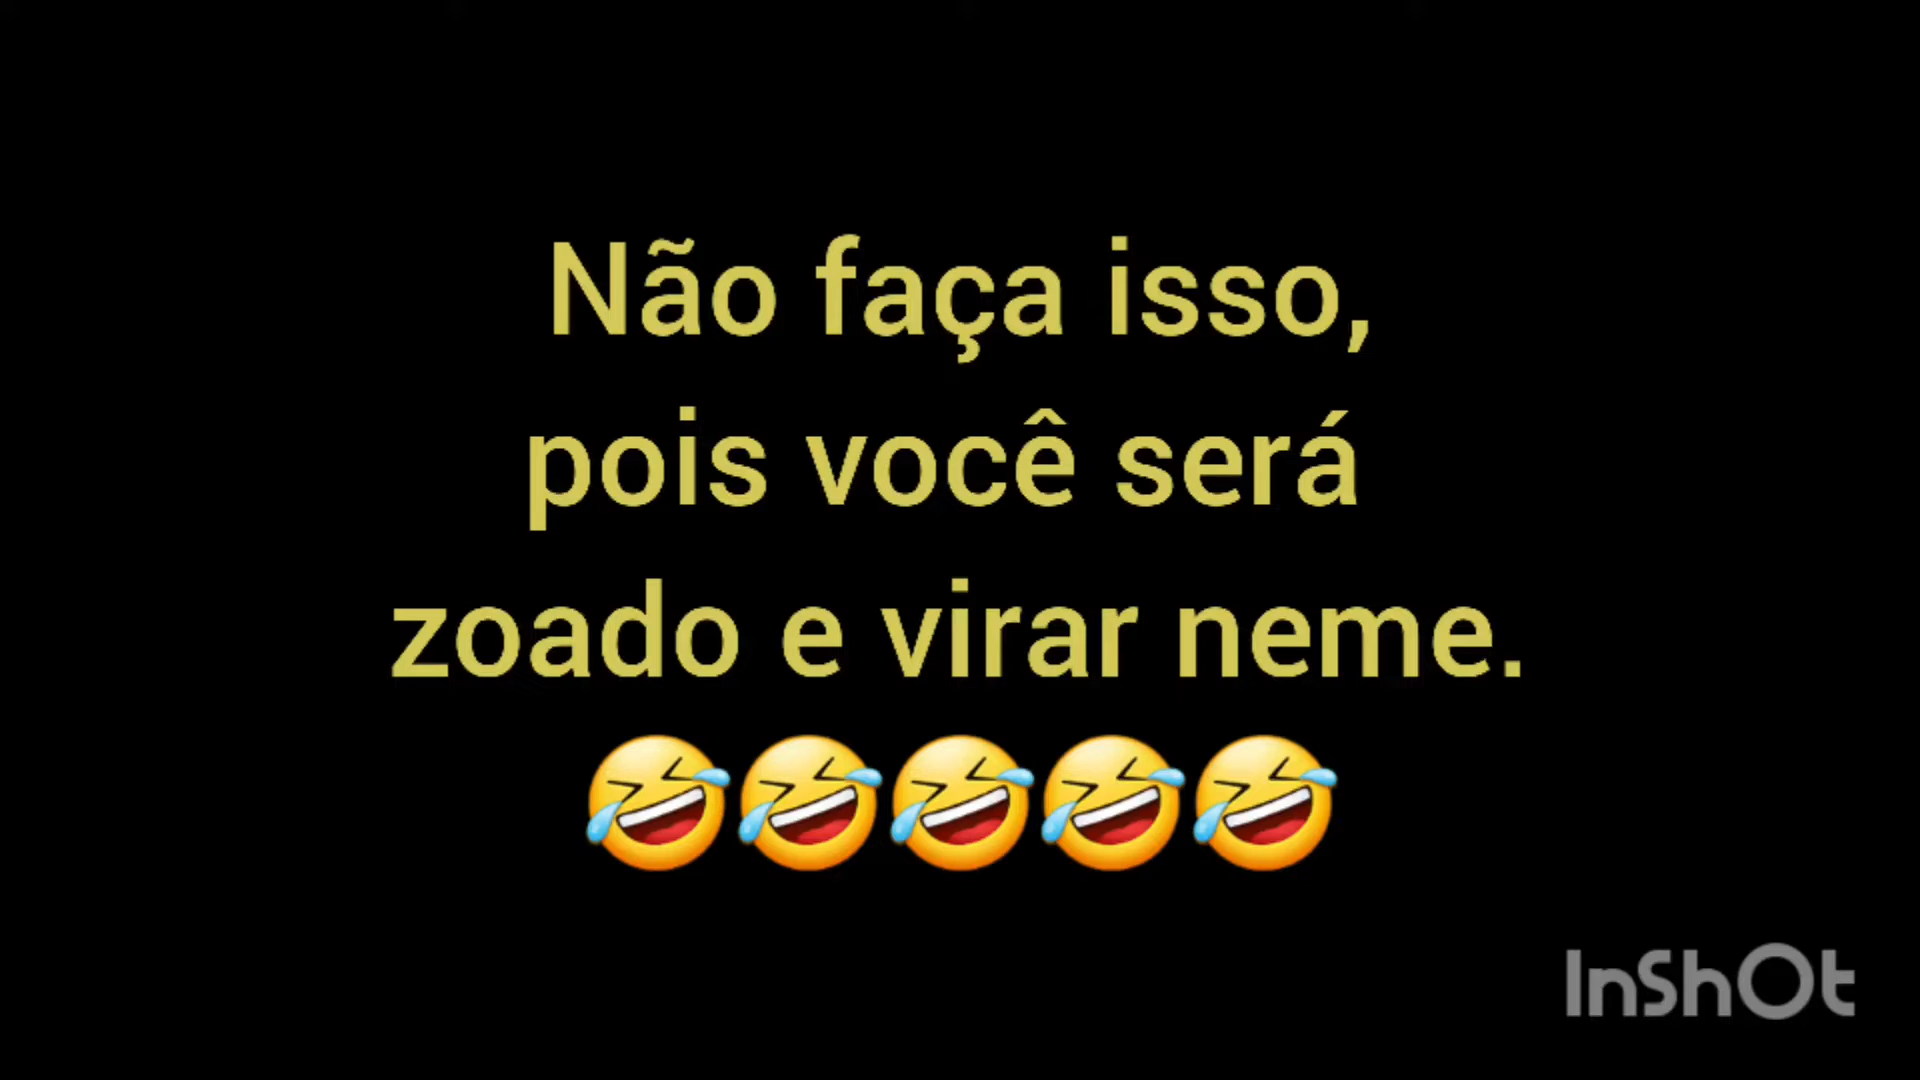 Não faça isso,
pois você será
zoado e virar neme.
🤣🤣🤣🤣🤣
InShOt